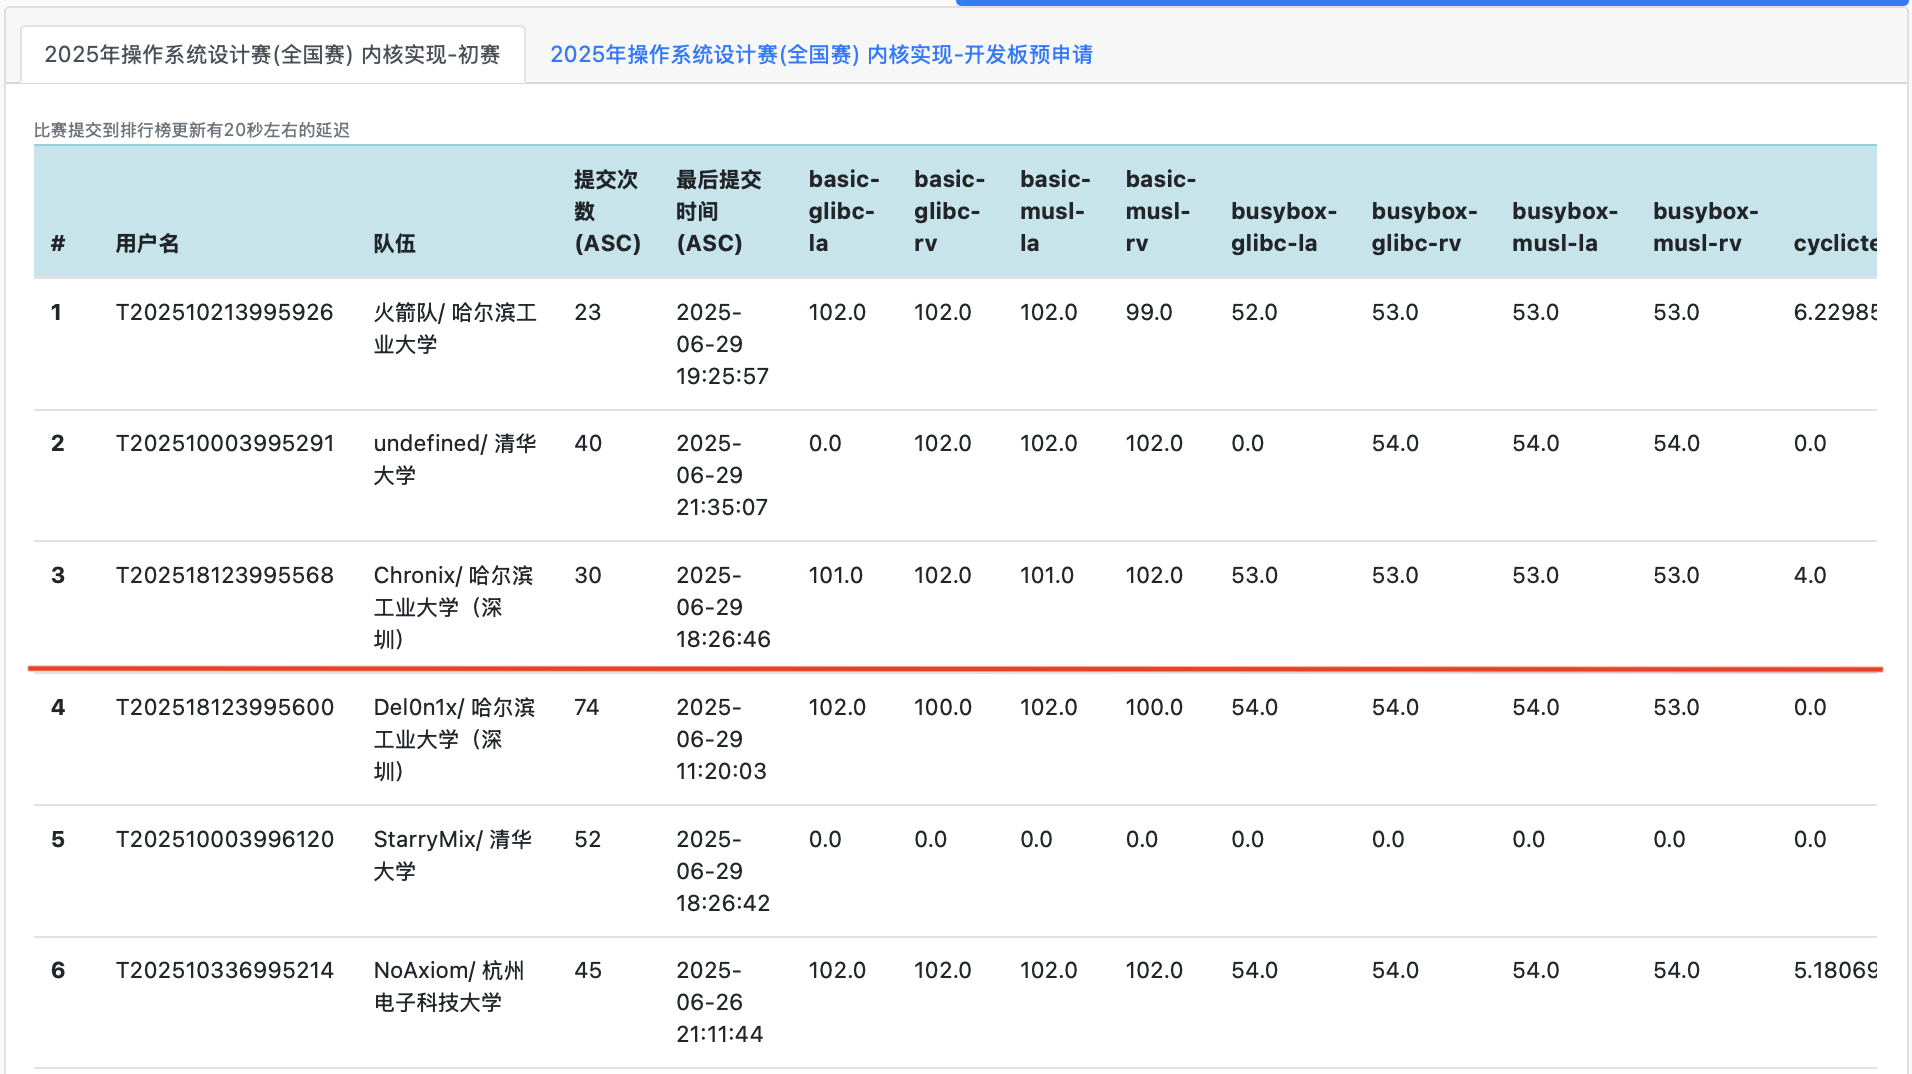 2025年操作系统设计赛(全国赛) 内核实现-初赛
2025年操作系统设计赛(全国赛) 内核实现-开发板预申请
比赛提交到排行榜更新有20秒左右的延迟
# 用户名 队伍 提交次数(ASC) 最后提交时间(ASC) basic-glibc-la basic-glibc-rv basic-musl-la basic-musl-rv busybox-glibc-la busybox-glibc-rv busybox-musl-la busybox-musl-rv cyclicte
1 T202510213995926 火箭队/ 哈尔滨工业大学 23 2025-06-29 19:25:57 102.0 102.0 102.0 99.0 52.0 53.0 53.0 53.0 6.22985
2 T202510003995291 undefined/ 清华大学 40 2025-06-29 21:35:07 0.0 102.0 102.0 102.0 0.0 54.0 54.0 54.0 0.0
3 T202518123995568 Chronix/ 哈尔滨工业大学（深圳） 30 2025-06-29 18:26:46 101.0 102.0 101.0 102.0 53.0 53.0 53.0 53.0 4.0
4 T202518123995600 Del0n1x/ 哈尔滨工业大学（深圳） 74 2025-06-29 11:20:03 102.0 100.0 102.0 100.0 54.0 54.0 54.0 53.0 0.0
5 T202510003996120 StarryMix/ 清华大学 52 2025-06-29 18:26:42 0.0 0.0 0.0 0.0 0.0 0.0 0.0 0.0 0.0
6 T202510336995214 NoAxiom/ 杭州电子科技大学 45 2025-06-26 21:11:44 102.0 102.0 102.0 102.0 54.0 54.0 54.0 54.0 5.18069